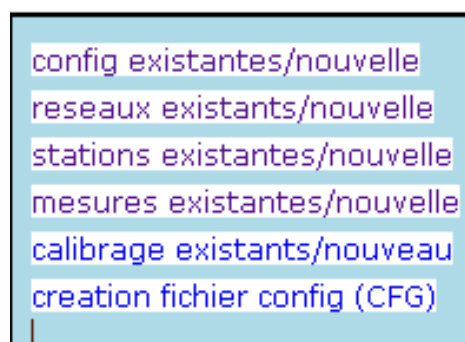 config existantes/nouvelle
reseaux existants/nouvelle
stations existantes/nouvelle
mesures existantes/nouvelle
calibrage existants/nouveau
creation fichier config (CFG)